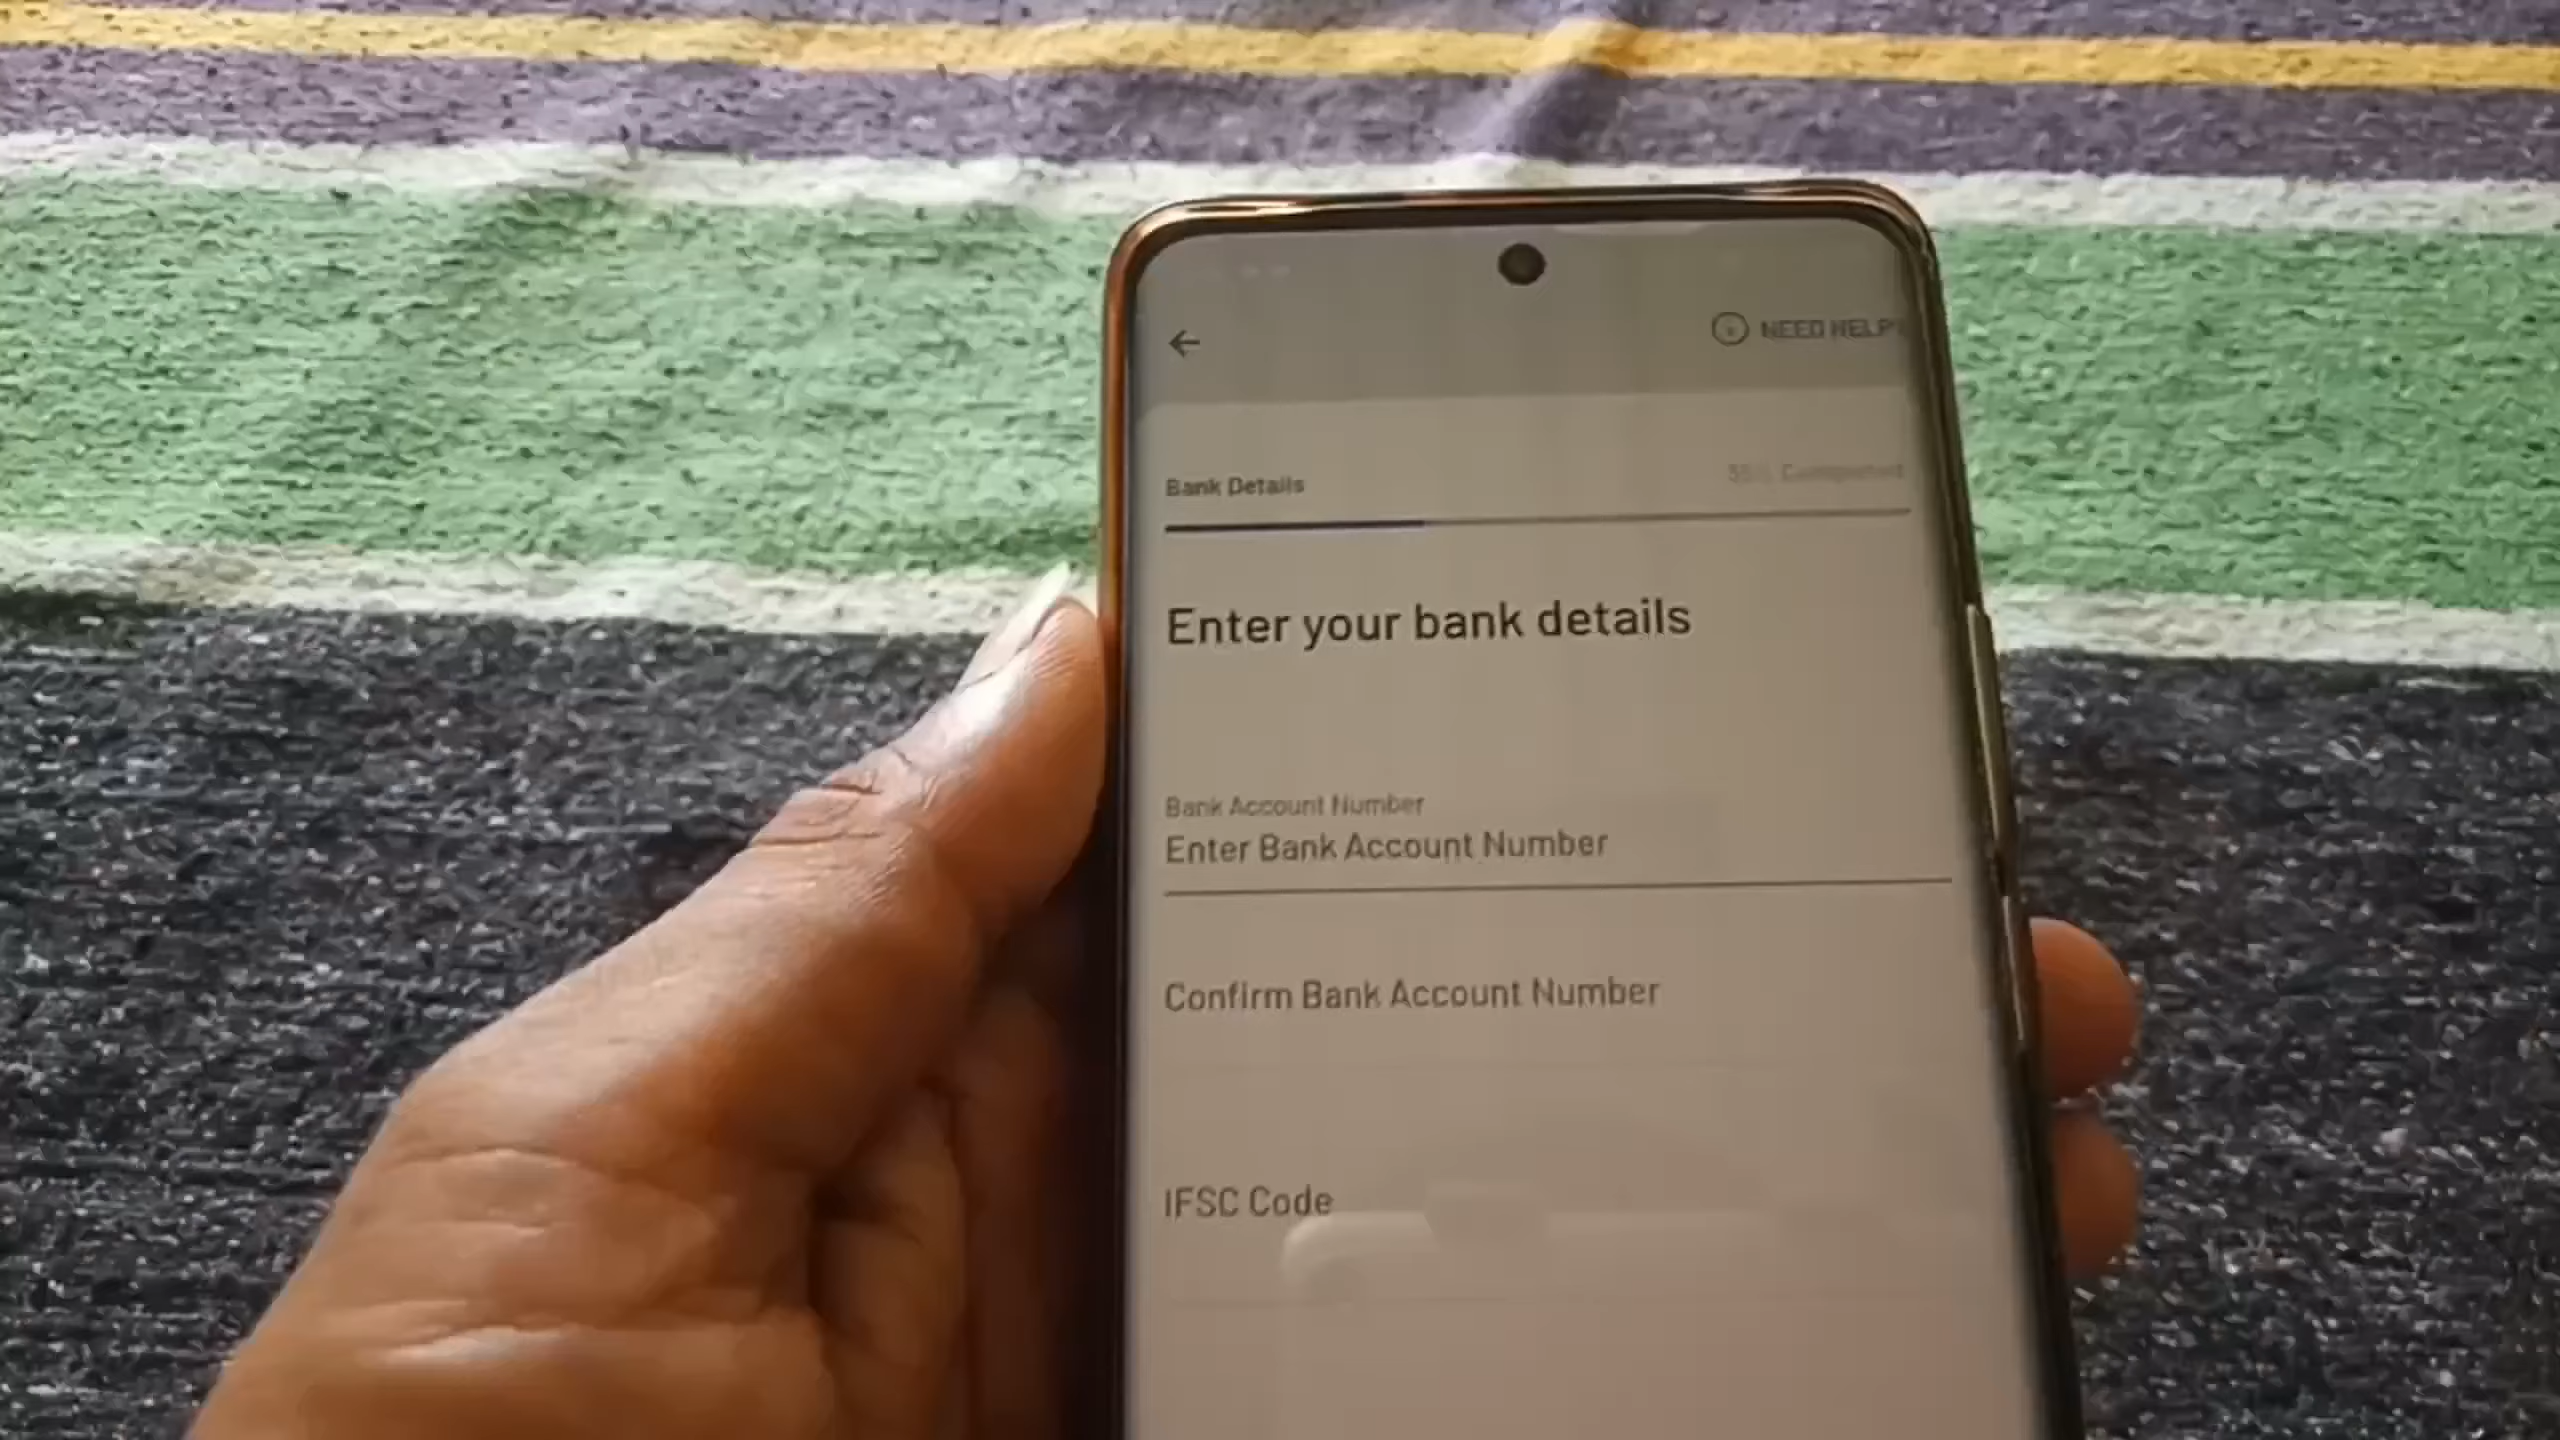 NEED HELP?
Bank Details
Completed
Enter your bank details
Bank Account Number
Enter Bank Account Number
Confirm Bank Account Number
IFSC Code